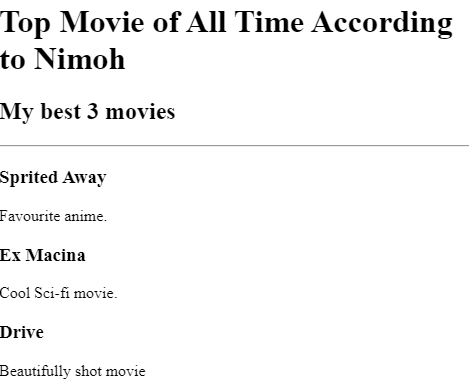 Top Movie of All Time According
to Nimoh
My best 3 movies
Sprited Away
Favourite anime.
Ex Macina
Cool Sci-fi movie.
Drive
Beautifully shot movie